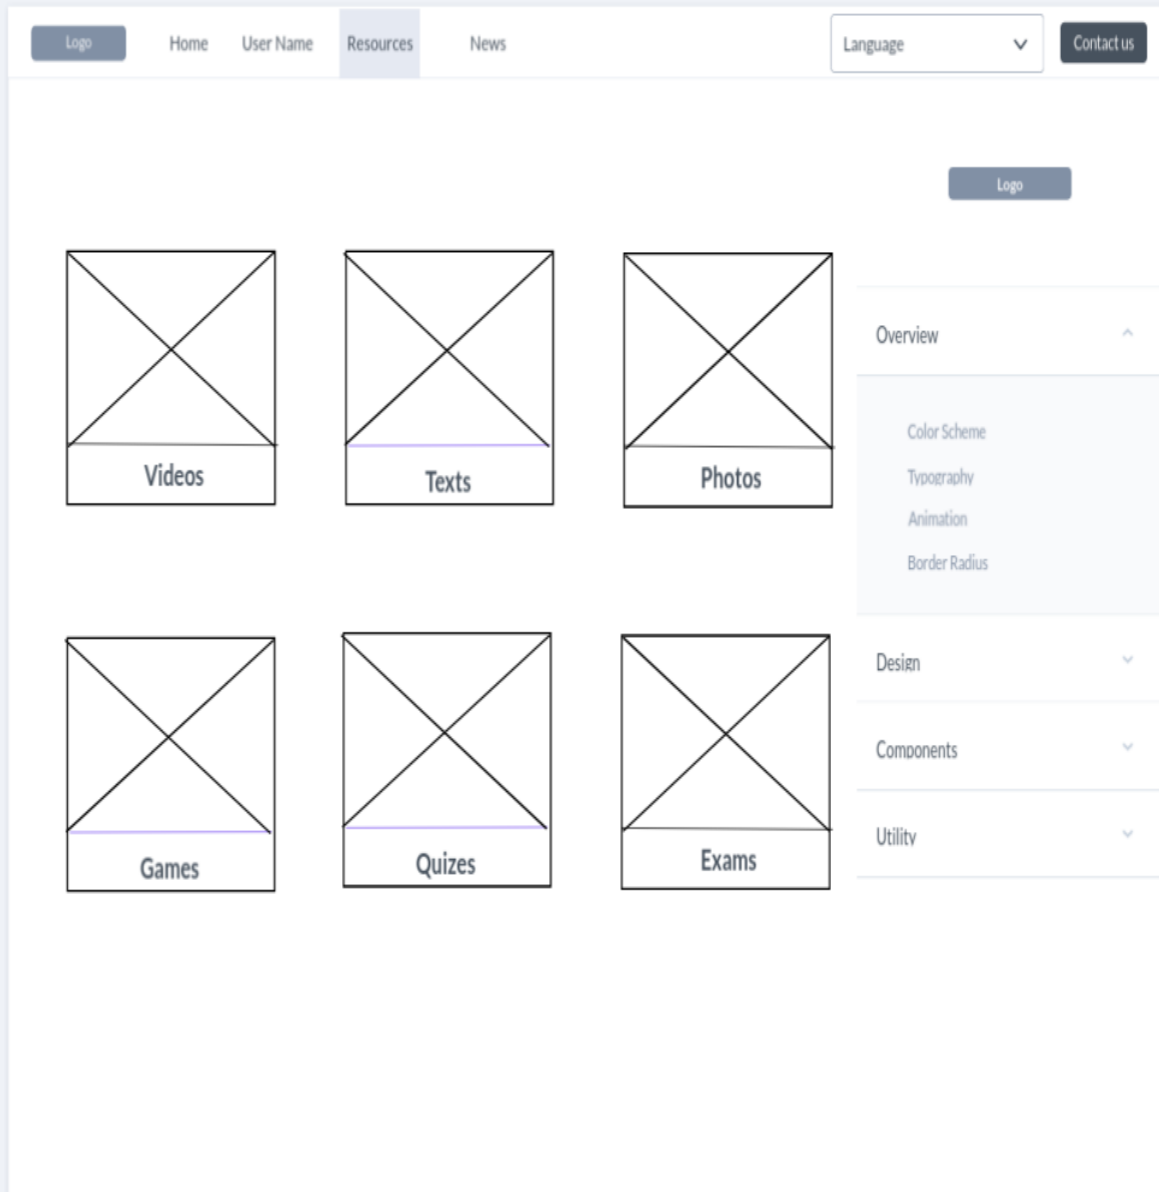 Logo
Home
User Name
Resources
News
Language
Contact us
Logo
Videos
Texts
Photos
Games
Quizes
Exams
Overview
Color Scheme
Typography
Animation
Border Radius
Design
Components
Utility